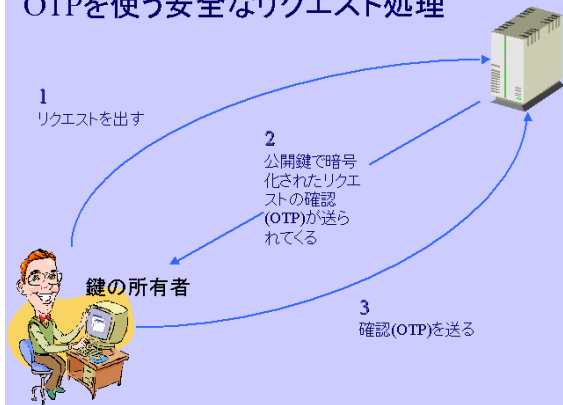 OTPを使う安全なリクエスト処理
1
リクエストを出す
2
公開鍵で暗号
化されたリクエ
ストの確認
(OTP)が送ら
れてくる
鍵の所有者
3
確認(OTP)を送る